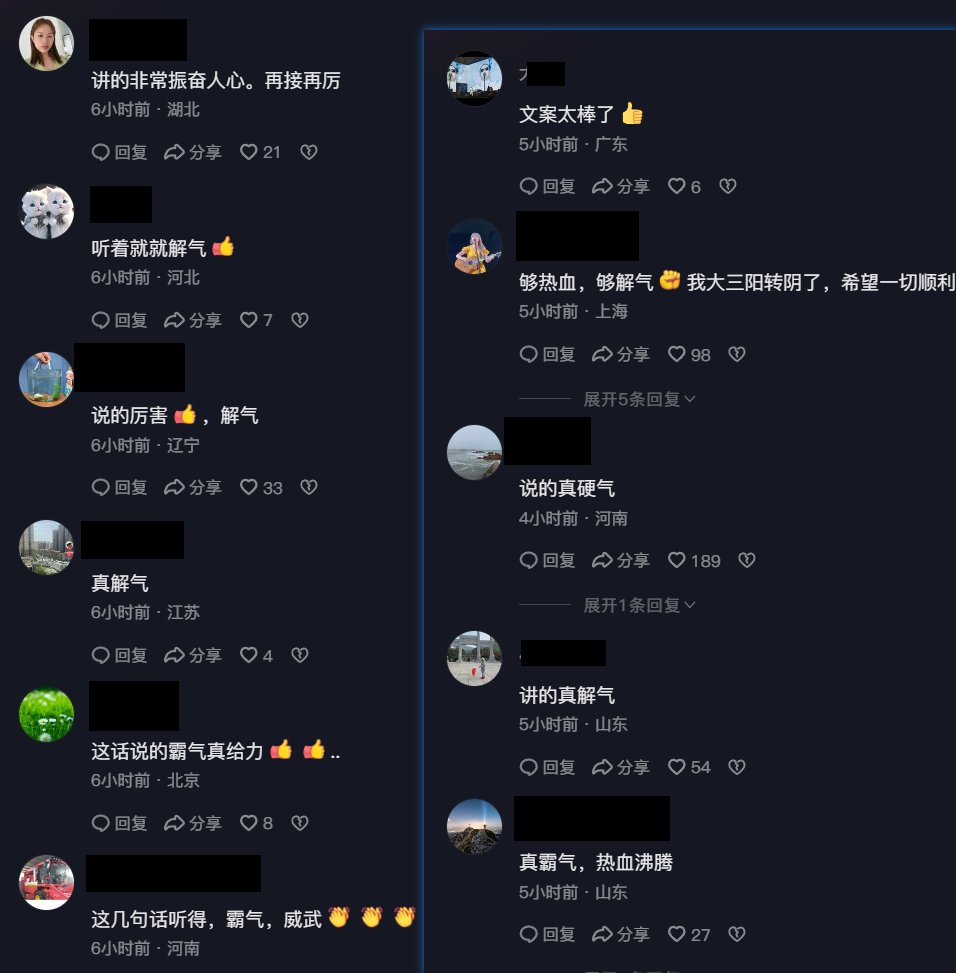 讲的非常振奋人心。再接再厉
6小时前 · 湖北
回复 分享 21
听着就就解气👍
6小时前 · 河北
回复 分享 7
说的厉害👍，解气
6小时前 · 辽宁
回复 分享 33
真解气
6小时前 · 江苏
回复 分享 4
这话说的霸气真给力👍👍..
6小时前 · 北京
回复 分享 8
这几句话听得，霸气，威武👏👏👏
6小时前 · 河南
文案太棒了👍
5小时前 · 广东
回复 分享 6
够热血，够解气✊我大三阳转阴了，希望一切顺利
5小时前 · 上海
回复 分享 98
展开5条回复
说的真硬气
4小时前 · 河南
回复 分享 189
展开1条回复
讲的真解气
5小时前 · 山东
回复 分享 54
真霸气，热血沸腾
5小时前 · 山东
回复 分享 27